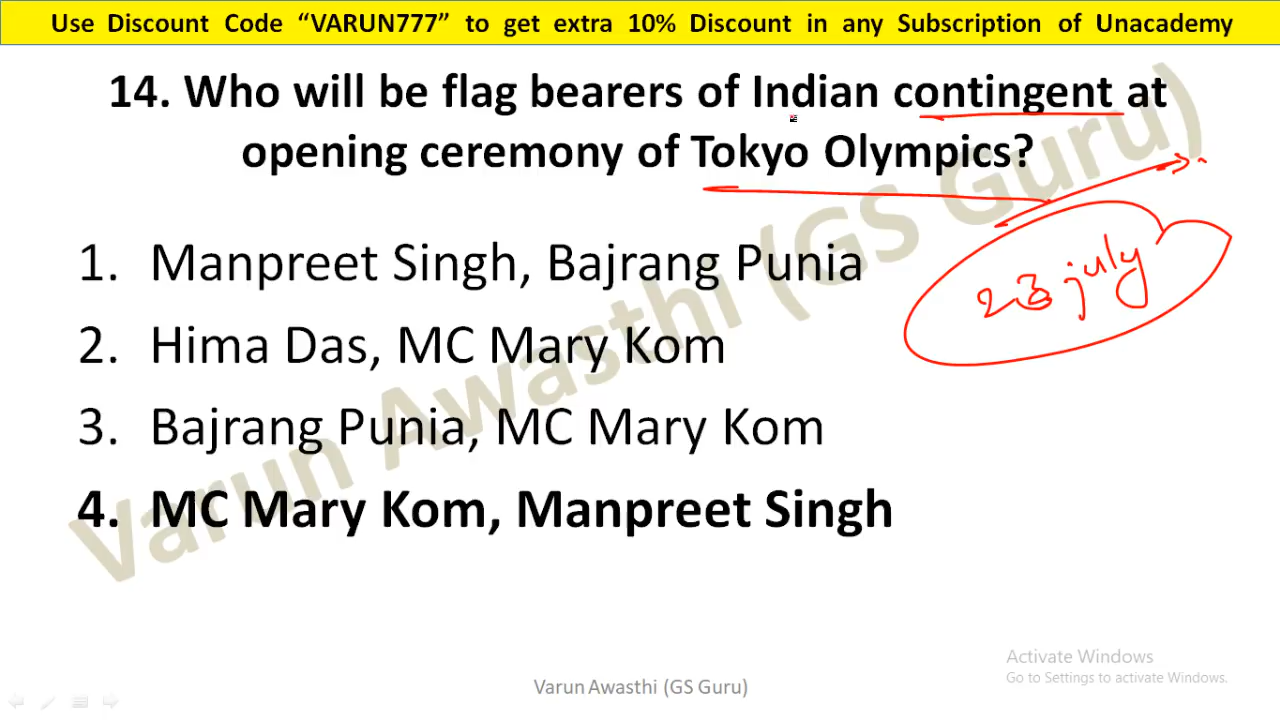 Use Discount Code “VARUN777” to get extra 10% Discount in any Subscription of Unacademy
14. Who will be flag bearers of Indian contingent at
opening ceremony of Tokyo Olympics?
1. Manpreet Singh, Bajrang Punia
2. Hima Das, MC Mary Kom
3. Bajrang Punia, MC Mary Kom
4. MC Mary Kom, Manpreet Singh
23 july
Varun Awasthi (GS Guru)
Activate Windows
Go to Settings to activate Windows.
Varun Awasthi (GS Guru)